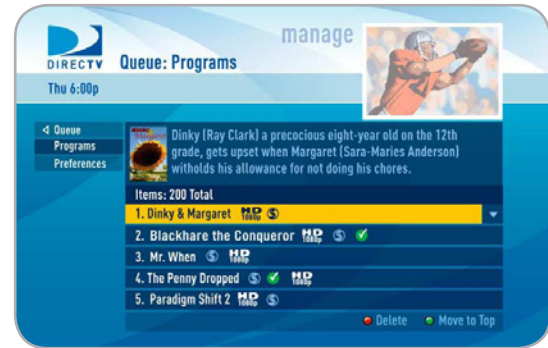 manage
DIRECTV
Queue: Programs
Thu 6:00p
Queue
Programs
Preferences
Dinky (Ray Clark) a precocious eight-year old on the 12th
grade, gets upset when Margaret (Sara-Maries Anderson)
witholds his allowance for not doing his chores.
Items: 200 Total
1. Dinky & Margaret HD 1080p $
2. Blackhare the Conqueror HD 1080p $
3. Mr. When $ HD 1080p
4. The Penny Dropped $ HD 1080p
5. Paradigm Shift 2 HD 1080p $
Delete Move to Top